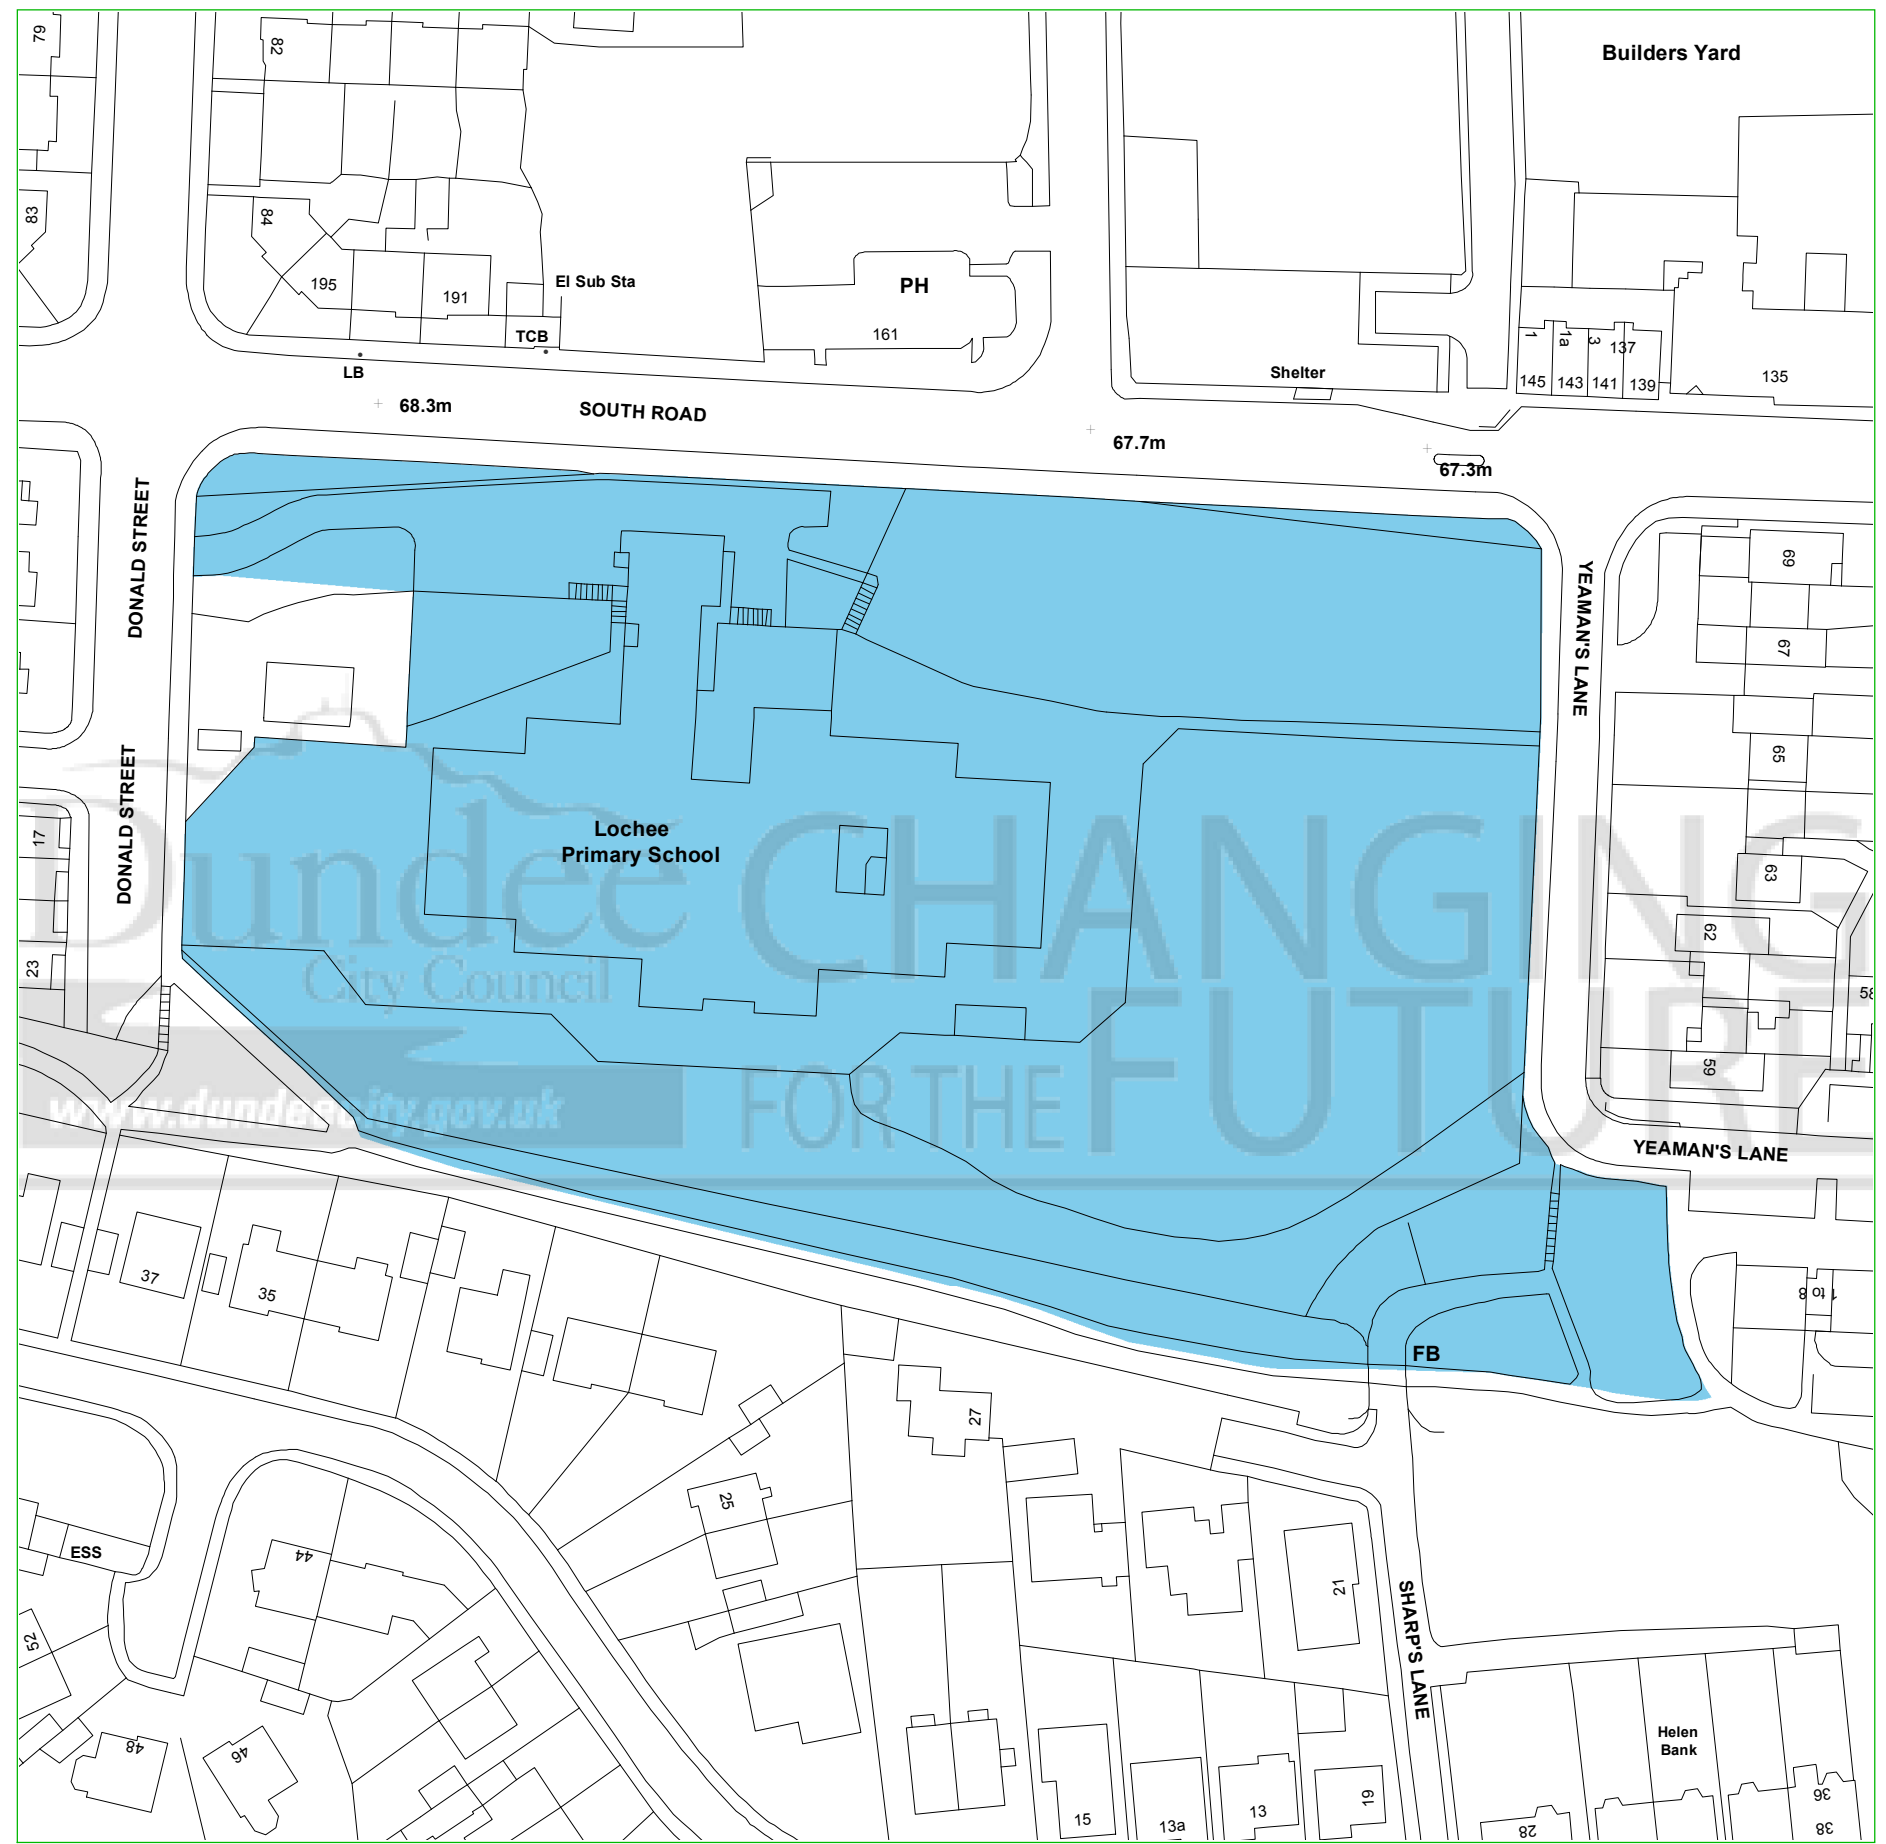 79
82
Builders Yard
83
84
195
191
El Sub Sta
PH
161
TCB
LB
Shelter
1
1a
3
137
145
143
141
139
135
68.3m
SOUTH ROAD
67.7m
67.3m
DONALD STREET
YEAMAN'S LANE
69
67
65
DONALD STREET
17
Lochee
Primary School
63
62
23
58
59
Dundee
City Council
www.dundeecity.gov.uk
CHANGING
FOR THE FUTURE
YEAMAN'S LANE
37
35
1 to 8
FB
27
25
ESS
44
21
SHARP'S LANE
52
48
46
Helen
Bank
15
13a
13
19
28
36
38